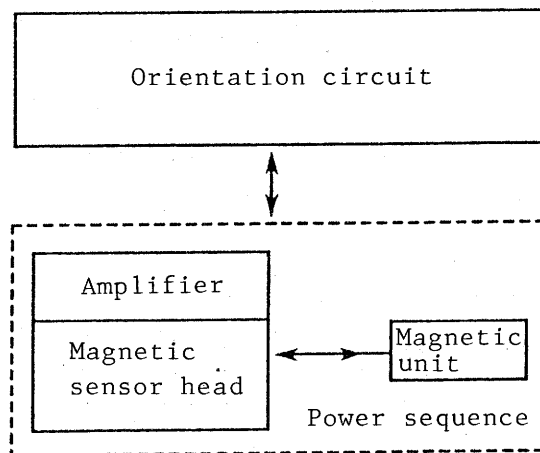 Orientation circuit
Amplifier
Magnetic
sensor head
Magnetic
unit
Power sequence